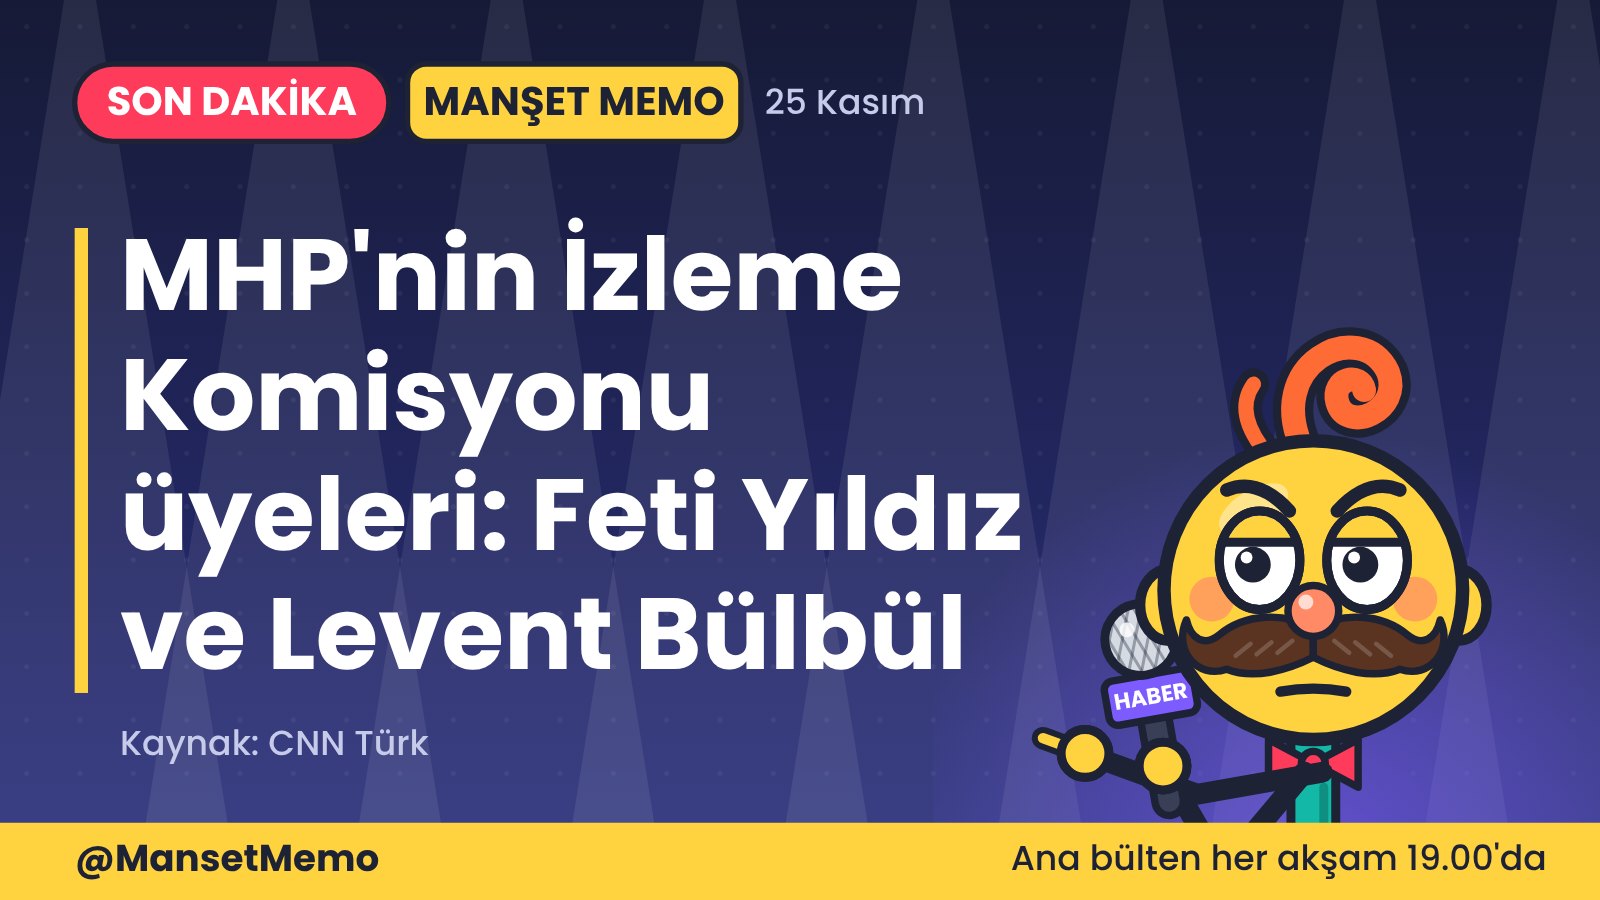 SON DAKİKA
MANŞET MEMO
25 Kasım
MHP'nin İzleme
Komisyonu
üyeleri: Feti Yıldız
ve Levent Bülbül
HABER
Kaynak: CNN Türk
@MansetMemo
Ana bülten her akşam 19.00'da